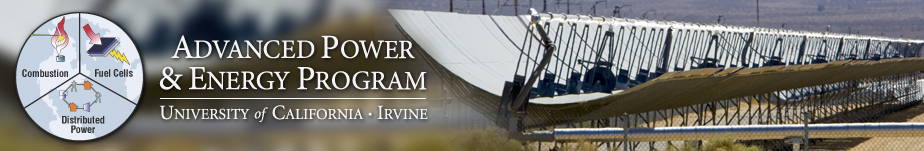 Combustion
Fuel Cells
Distributed
Power
ADVANCED POWER
& ENERGY PROGRAM
UNIVERSITY of CALIFORNIA · IRVINE